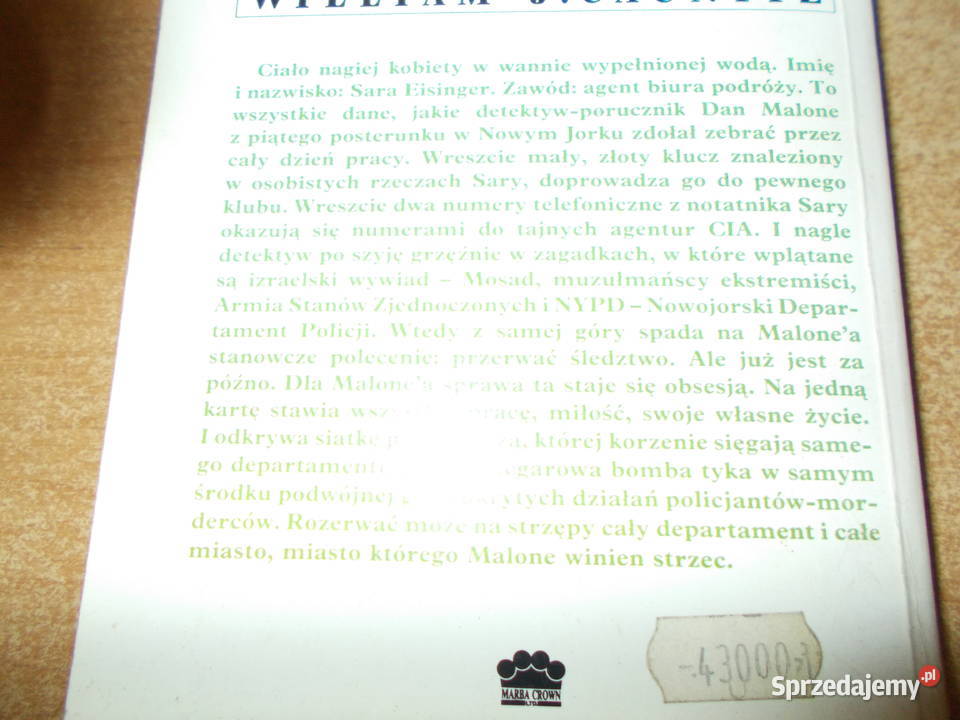 WILLIAM J. CAUNITZ
Ciało nagiej kobiety w wannie wypełnionej wodą. Imię
i nazwisko: Sara Eisinger. Zawód: agent biura podróży. To
wszystkie dane, jakie detektyw-porucznik Dan Malone
z piątego posterunku w Nowym Jorku zdołał zebrać przez
cały dzień pracy. Wreszcie mały, złoty klucz znaleziony
w osobistych rzeczach Sary, doprowadza go do pewnego
klubu. Wreszcie dwa numery telefoniczne z notatnika Sary
okazują się numerami do tajnych agentur CIA. I nagle
detektyw po szyję grzęźnie w zagadkach, w które wplątane
są izraelski wywiad – Mosad, muzułmańscy ekstremiści,
Armia Stanów Zjednoczonych i NYPD – Nowojorski Depar-
tament Policji. Wtedy z samej góry spada na Malone'a
stanowcze polecenie: przerwać śledztwo. Ale już jest za
późno. Dla Malone'a sprawa ta staje się obsesją. Na jedną
kartę stawia pracę, miłość, swoje własne życie.
I odkrywa siatkę której korzenie sięgają same-
go bomba tyka w samym
środku podwójnej działań policjantów-mor-
derców. Rozerwać może na strzępy cały departament i całe
miasto, miasto którego Malone winien strzec.
MARBA CROWN
LTD.
-.43000zł
Sprzedajemy.pl